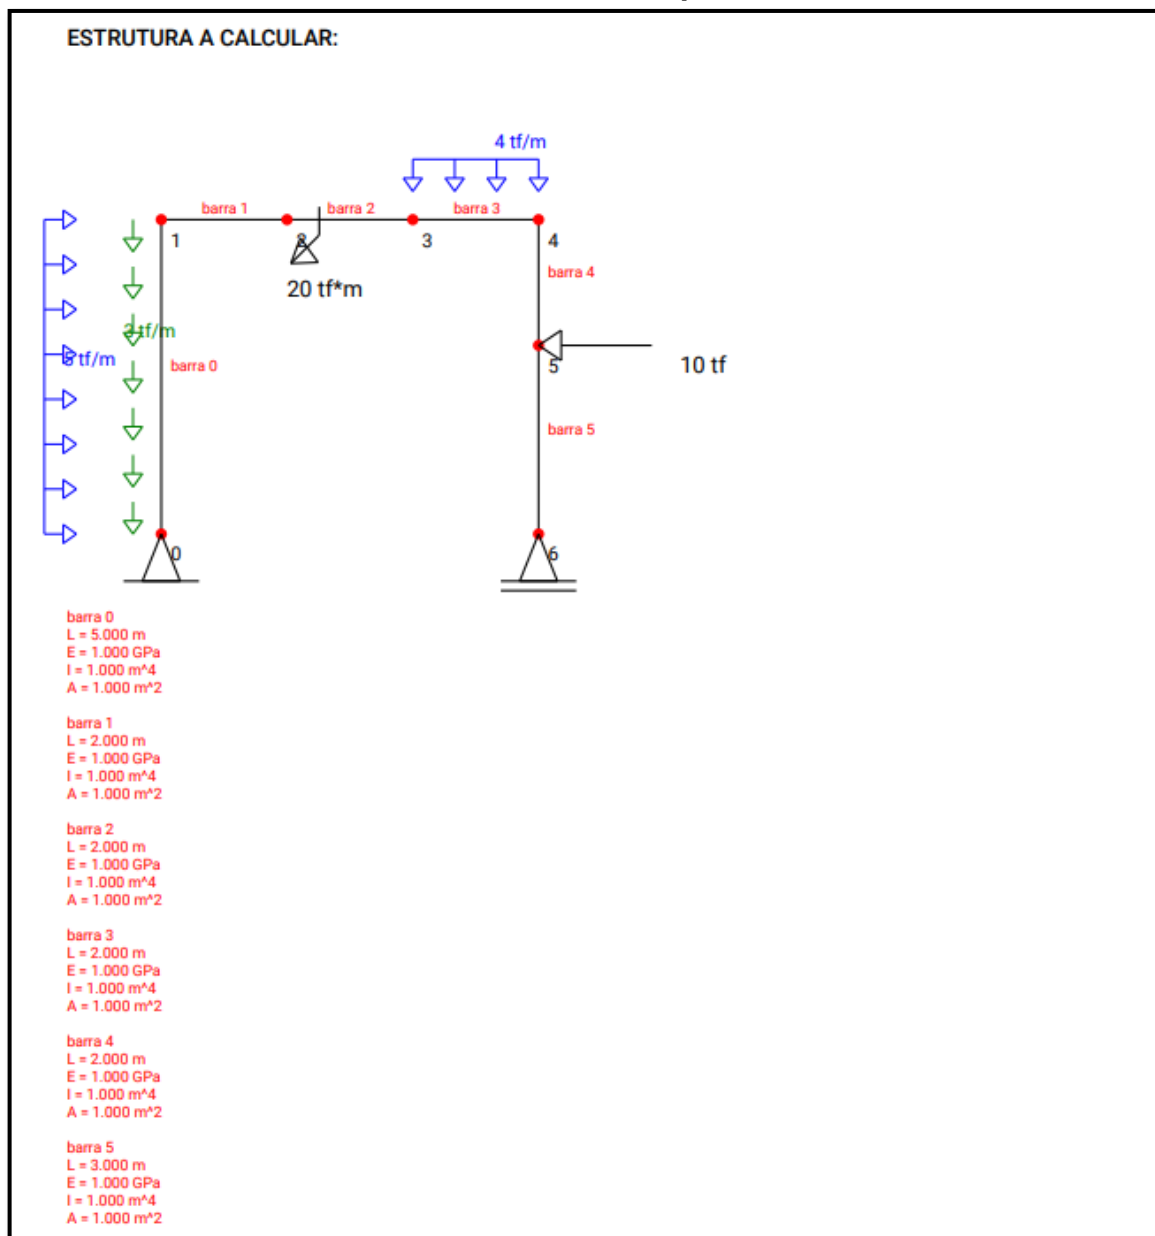 ESTRUTURA A CALCULAR:
4 tf/m
barra 1
barra 2
barra 3
1
3
4
barra 4
20 tf*m
3 tf/m
tf/m
barra 0
5
10 tf
barra 5
0
6
barra 0
L = 5.000 m
E = 1.000 GPa
I = 1.000 m^4
A = 1.000 m^2
barra 1
L = 2.000 m
E = 1.000 GPa
I = 1.000 m^4
A = 1.000 m^2
barra 2
L = 2.000 m
E = 1.000 GPa
I = 1.000 m^4
A = 1.000 m^2
barra 3
L = 2.000 m
E = 1.000 GPa
I = 1.000 m^4
A = 1.000 m^2
barra 4
L = 2.000 m
E = 1.000 GPa
I = 1.000 m^4
A = 1.000 m^2
barra 5
L = 3.000 m
E = 1.000 GPa
I = 1.000 m^4
A = 1.000 m^2